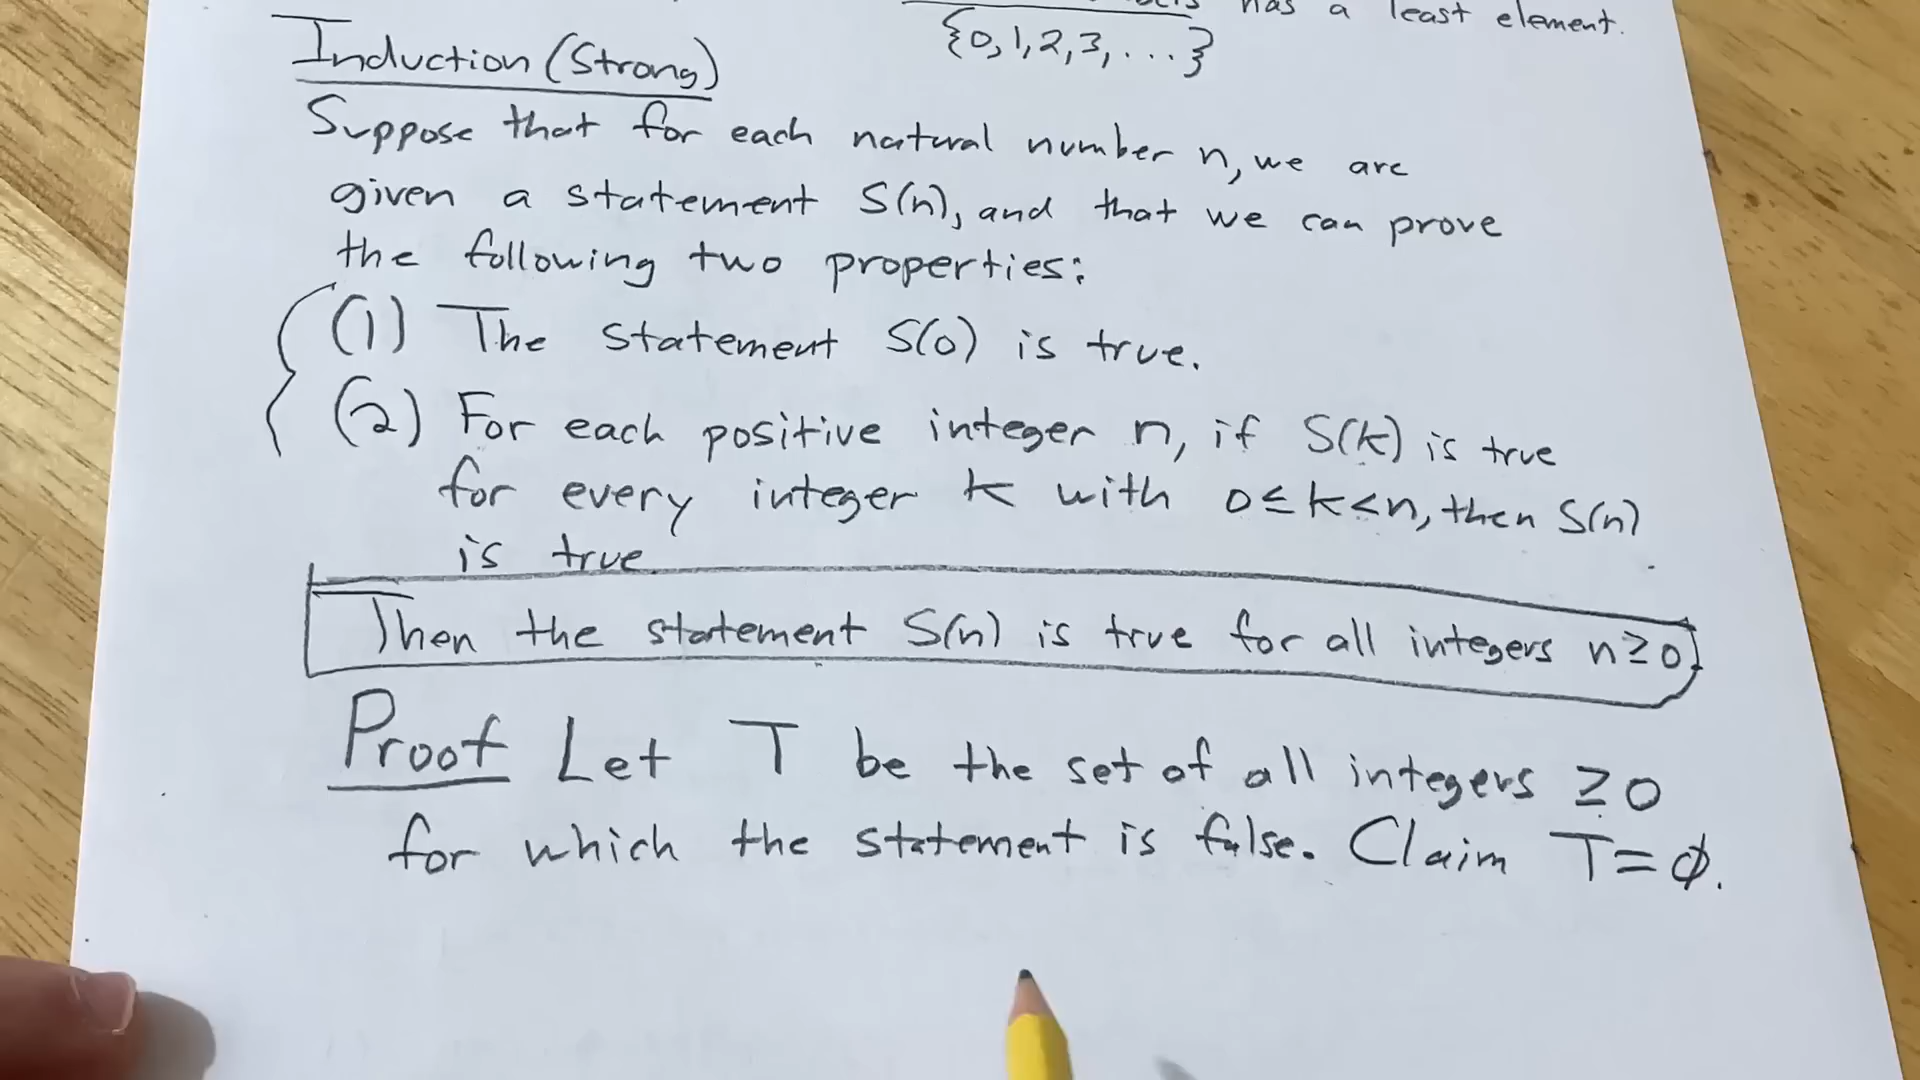 has a least element.
{0,1,2,3,...}
Induction (Strong)
Suppose that for each natural number n, we are
given a statement S(n), and that we can prove
the following two properties:
(1) The statement S(0) is true.
(2) For each positive integer n, if S(k) is true
for every integer k with 0≤k<n, then S(n)
is true
Then the statement S(n) is true for all integers n≥0.
Proof Let T be the set of all integers ≥0
for which the statement is false. Claim T=∅.